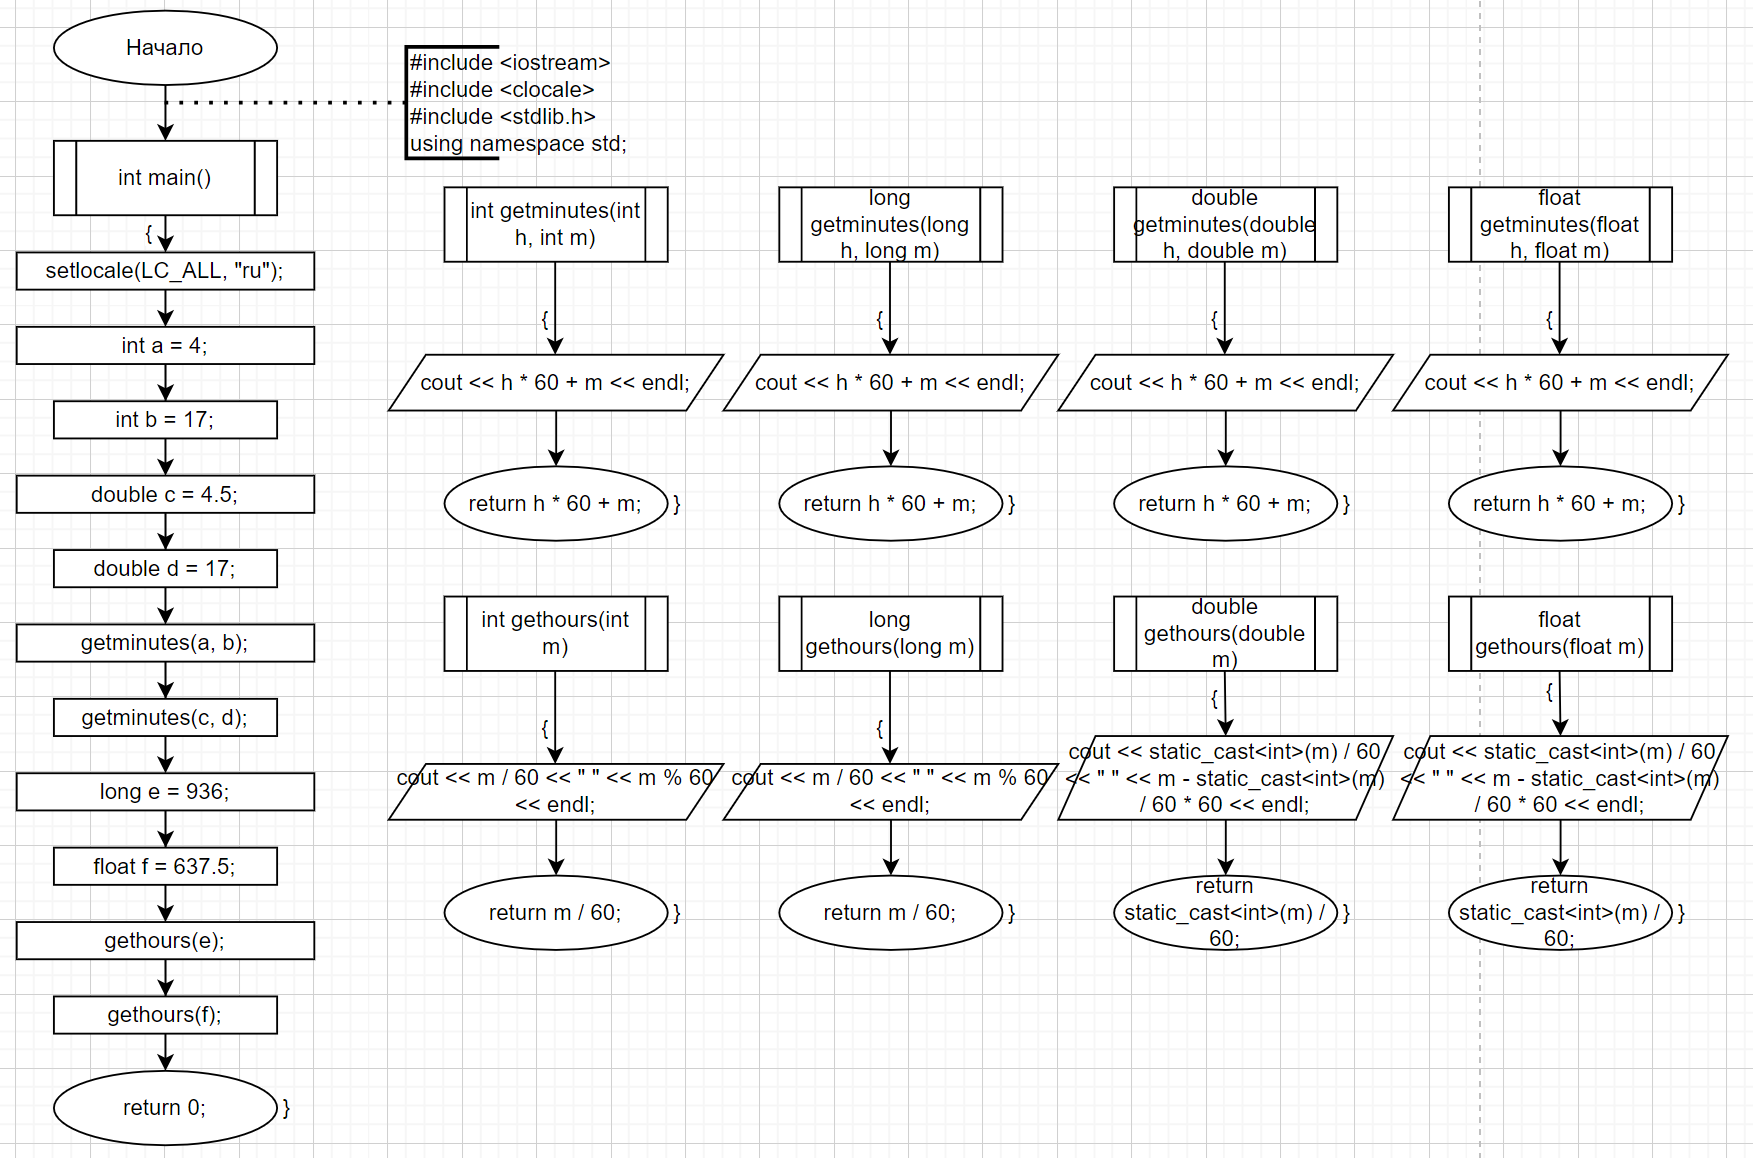 Начало
#include <iostream>
#include <clocale>
#include <stdlib.h>
using namespace std;
int main()
{
setlocale(LC_ALL, "ru");
int a = 4;
int b = 17;
double c = 4.5;
double d = 17;
getminutes(a, b);
getminutes(c, d);
long e = 936;
float f = 637.5;
gethours(e);
gethours(f);
return 0;
}
int getminutes(int
h, int m)
{
cout << h * 60 + m << endl;
return h * 60 + m;
}
long
getminutes(long
h, long m)
{
cout << h * 60 + m << endl;
return h * 60 + m;
}
double
getminutes(double
h, double m)
{
cout << h * 60 + m << endl;
return h * 60 + m;
}
float
getminutes(float
h, float m)
{
cout << h * 60 + m << endl;
return h * 60 + m;
}
int gethours(int
m)
{
cout << m / 60 << " " << m % 60
<< endl;
return m / 60;
}
long
gethours(long m)
{
cout << m / 60 << " " << m % 60
<< endl;
return m / 60;
}
double
gethours(double
m)
{
cout << static_cast<int>(m) / 60
<< " " << m - static_cast<int>(m)
/ 60 * 60 << endl;
return
static_cast<int>(m) /
60;
}
float
gethours(float m)
{
cout << static_cast<int>(m) / 60
<< " " << m - static_cast<int>(m)
/ 60 * 60 << endl;
return
static_cast<int>(m) /
60;
}